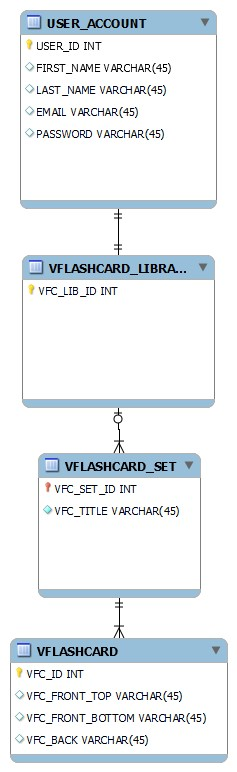 USER_ACCOUNT
USER_ID INT
FIRST_NAME VARCHAR(45)
LAST_NAME VARCHAR(45)
EMAIL VARCHAR(45)
PASSWORD VARCHAR(45)
VFLASHCARD_LIBRA...
VFC_LIB_ID INT
VFLASHCARD_SET
VFC_SET_ID INT
VFC_TITLE VARCHAR(45)
VFLASHCARD
VFC_ID INT
VFC_FRONT_TOP VARCHAR(45)
VFC_FRONT_BOTTOM VARCHAR(45)
VFC_BACK VARCHAR(45)